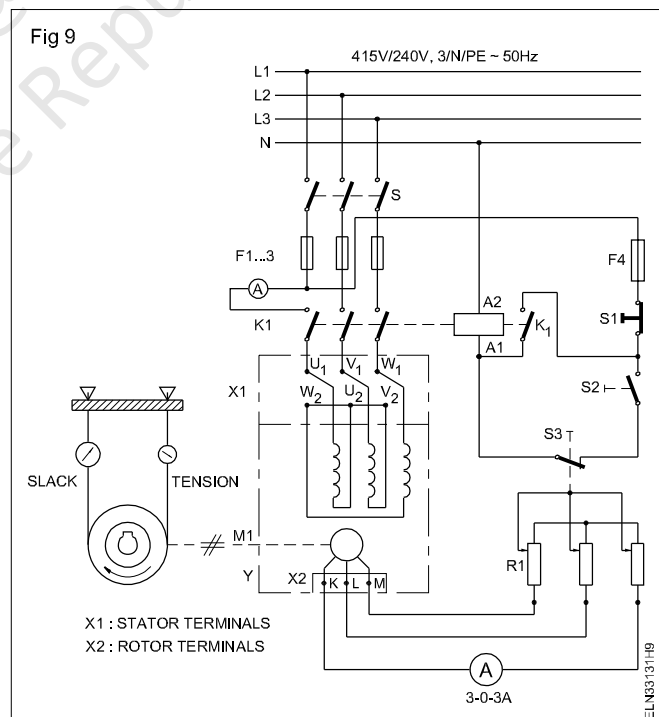 Fig 9
415V/240V, 3/N/PE ~ 50Hz
L1
L2
L3
N
S
F1...3
F4
A
A2
K1
K1
S1
A1
U1 V1 W1
X1
W2 U2 V2
S2
S3
SLACK
TENSION
M1
R1
Y
X2 K L M
X1 : STATOR TERMINALS
X2 : ROTOR TERMINALS
A
3-0-3A
ELN33131H9
e Repu